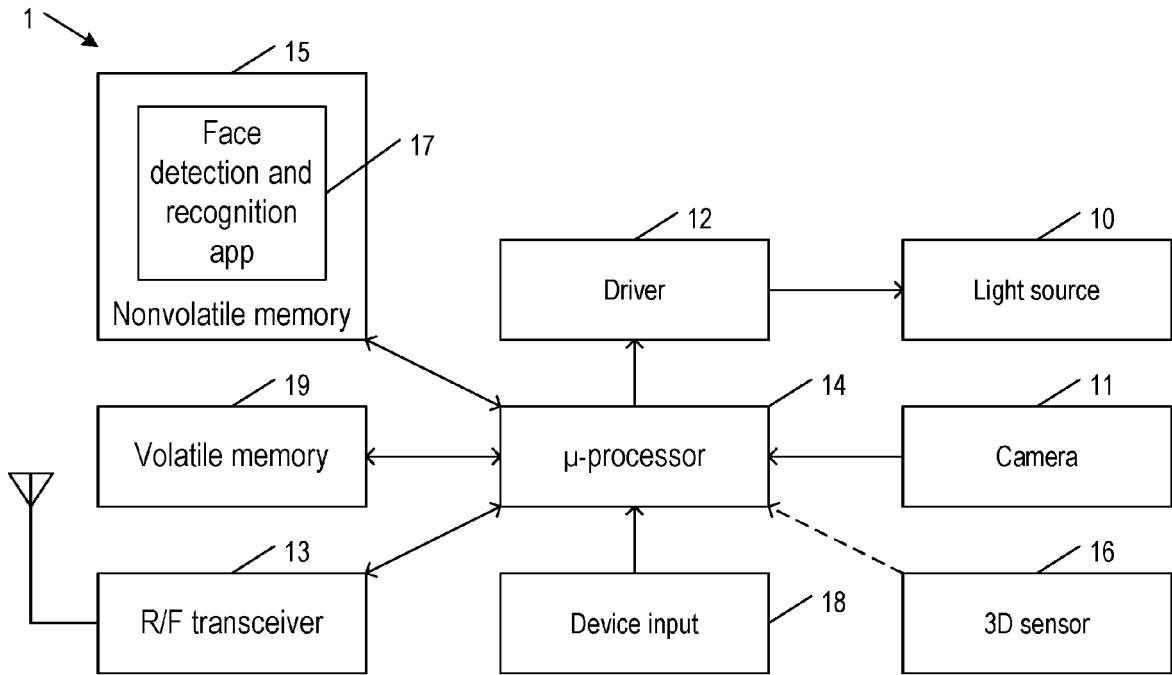 1
15
Face
detection and
recognition
app
17
Nonvolatile memory
12
Driver
10
Light source
19
Volatile memory
14
μ-processor
11
Camera
13
R/F transceiver
Device input
18
16
3D sensor